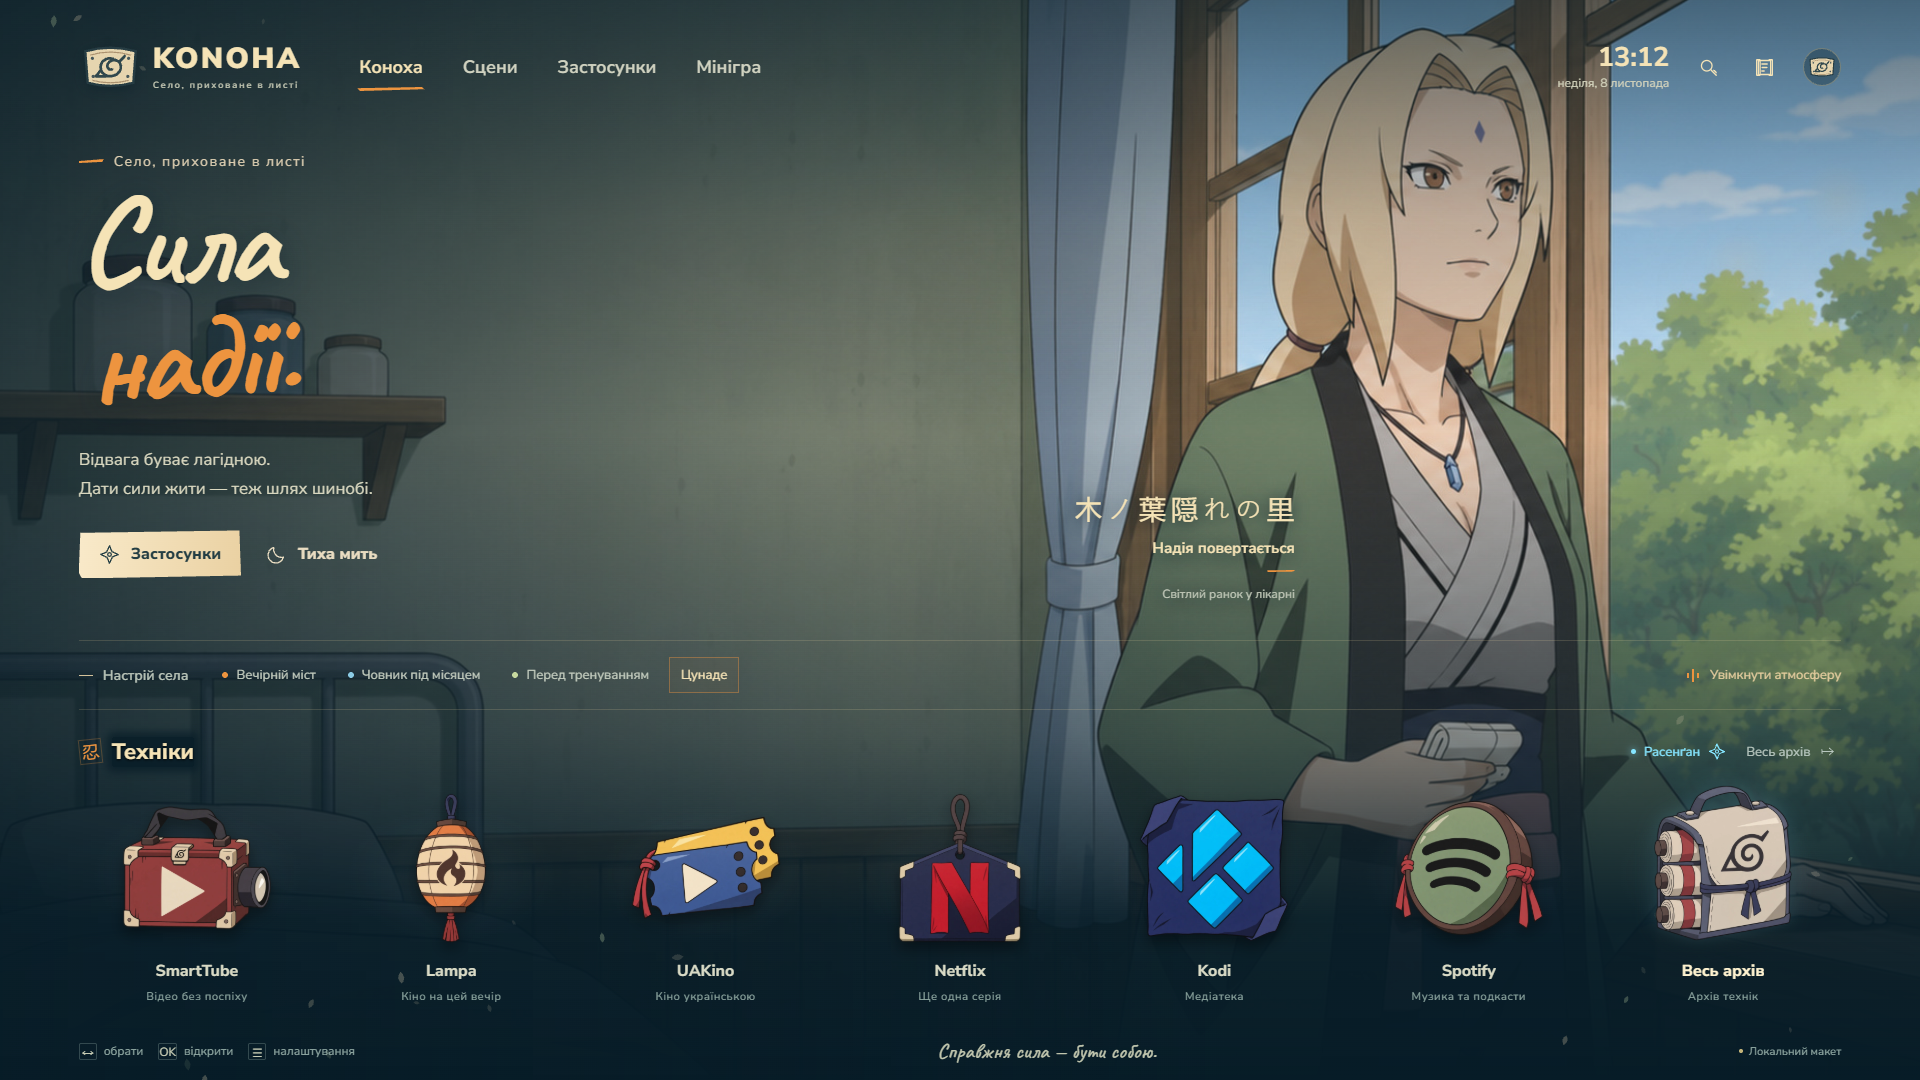 KONOHA
Село, приховане в листі
Коноха
Сцени
Застосунки
Мінігра
13:12
неділя, 8 листопада
Село, приховане в листі
Сила
надії.
Відвага буває лагідною.
Дати сили жити — теж шлях шинобі.
Застосунки
Тиха мить
木ノ葉隠れの里
Надія повертається
Світлий ранок у лікарні
Настрій села
Вечірній міст
Човник під місяцем
Перед тренуванням
Цунаде
Увімкнути атмосферу
忍 Техніки
Расенган
Весь архів
N
SmartTube
Відео без поспіху
Lampa
Кіно на цей вечір
UAKino
Кіно українською
Netflix
Ще одна серія
Kodi
Медіатека
Spotify
Музика та подкасти
Весь архів
Архів технік
обрати
OK відкрити
налаштування
Справжня сила — бути собою.
Локальний макет